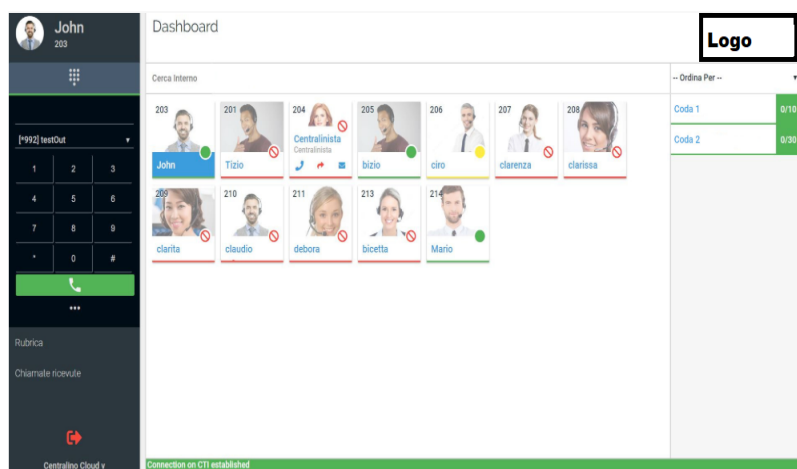 John
203
Dashboard
Logo
Cerca Interno
-- Ordina Per --
[*992] testOut
1 2 3
4 5 6
7 8 9
* 0 #
Rubrica
Chiamate ricevute
Centralino Cloud v
203
John
201
Tizio
204
Centralinista
Centralinista
205
bizio
206
ciro
207
clarenza
208
clarissa
209
clarita
210
claudio
211
debora
213
bicetta
214
Mario
Coda 1 0/10
Coda 2 0/30
Connection on CTI established